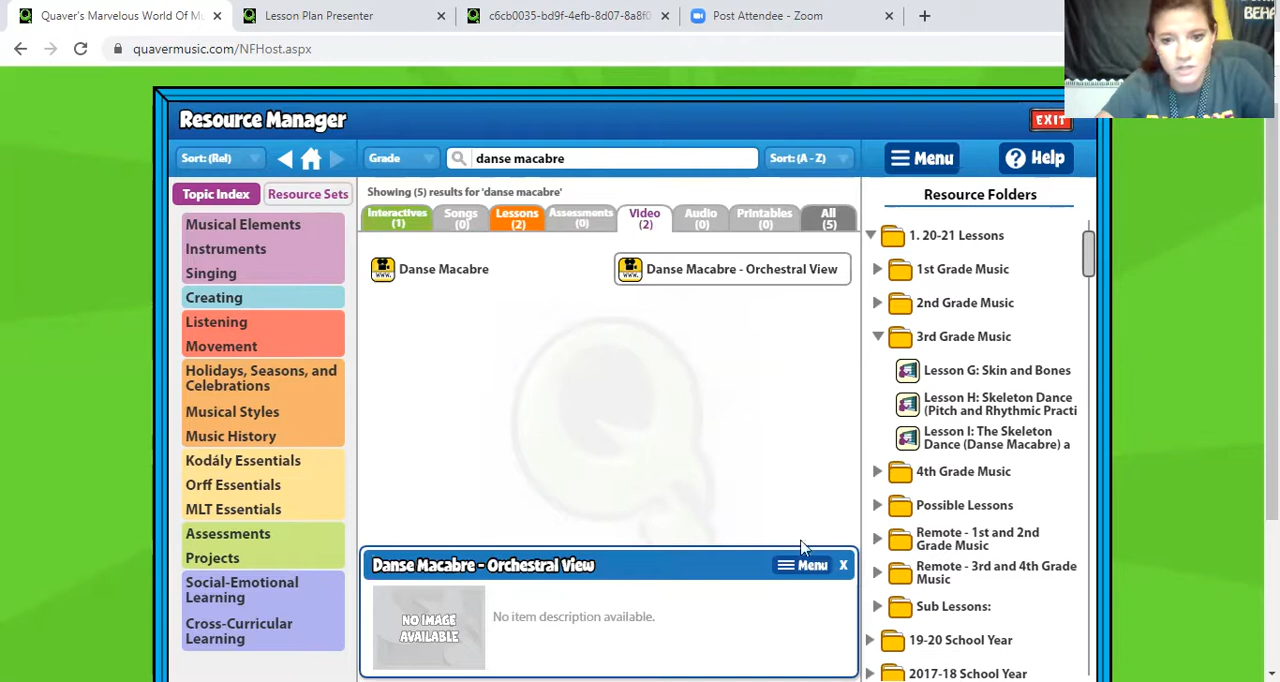 Quaver's Marvelous World Of Mu
Lesson Plan Presenter
c6cb0035-bd9f-4efb-8d07-8a8f0
Post Attendee - Zoom
quavermusic.com/NFHost.aspx
BEHA
Resource Manager
EXIT
Sort: (Rel)
Grade
danse macabre
Sort: (A - Z)
Menu
Help
Topic Index
Resource Sets
Showing (5) results for 'danse macabre'
Resource Folders
Interactives
(1)
Songs
(0)
Lessons
(2)
Assessments
(0)
Video
(2)
Audio
(0)
Printables
(0)
All
(5)
Musical Elements
Instruments
Singing
Creating
Listening
Movement
Holidays, Seasons, and
Celebrations
Musical Styles
Music History
Kodály Essentials
Orff Essentials
MLT Essentials
Assessments
Projects
Social-Emotional
Learning
Cross-Curricular
Learning
WWW.
Danse Macabre
WWW.
Danse Macabre - Orchestral View
Danse Macabre - Orchestral View
Menu
X
NO IMAGE
AVAILABLE
No item description available.
1. 20-21 Lessons
1st Grade Music
2nd Grade Music
3rd Grade Music
Lesson G: Skin and Bones
Lesson H: Skeleton Dance
(Pitch and Rhythmic Practi
Lesson I: The Skeleton
Dance (Danse Macabre) a
4th Grade Music
Possible Lessons
Remote - 1st and 2nd
Grade Music
Remote - 3rd and 4th Grade
Music
Sub Lessons:
19-20 School Year
2017-18 School Year